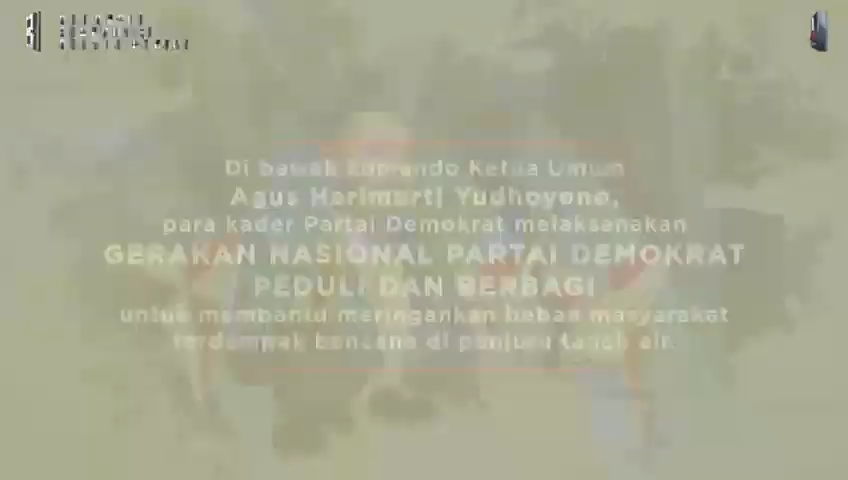 Di bawah komando Ketua Umum
Agus Harimurti Yudhoyono,
para kader Partai Demokrat melaksanakan
GERAKAN NASIONAL PARTAI DEMOKRAT
PEDULI DAN BERBAGI
untuk membantu meringankan beban masyarakat
terdampak bencana di penjuru tanah air.